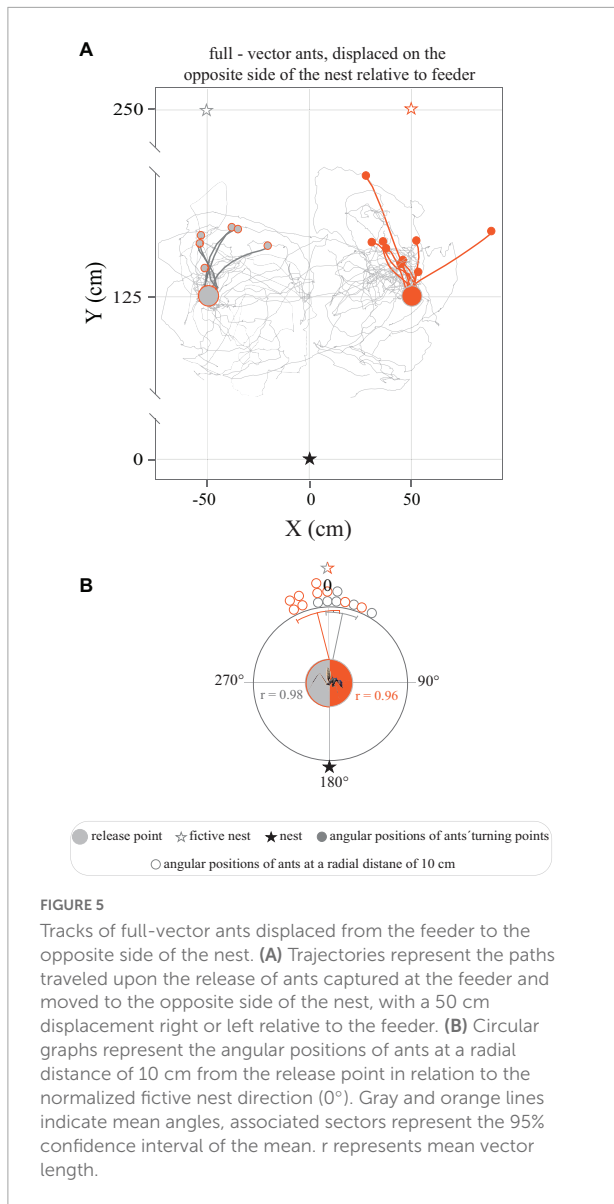 A
full - vector ants, displaced on the
opposite side of the nest relative to feeder
250
125
0
Y (cm)
-50 0 50
X (cm)
B
0
270° 90°
r = 0.98 r = 0.96
180°
release point fictive nest nest angular positions of ants´turning points
angular positions of ants at a radial distane of 10 cm
FIGURE 5
Tracks of full-vector ants displaced from the feeder to the
opposite side of the nest. (A) Trajectories represent the paths
traveled upon the release of ants captured at the feeder and
moved to the opposite side of the nest, with a 50 cm
displacement right or left relative to the feeder. (B) Circular
graphs represent the angular positions of ants at a radial
distance of 10 cm from the release point in relation to the
normalized fictive nest direction (0°). Gray and orange lines
indicate mean angles, associated sectors represent the 95%
confidence interval of the mean. r represents mean vector
length.